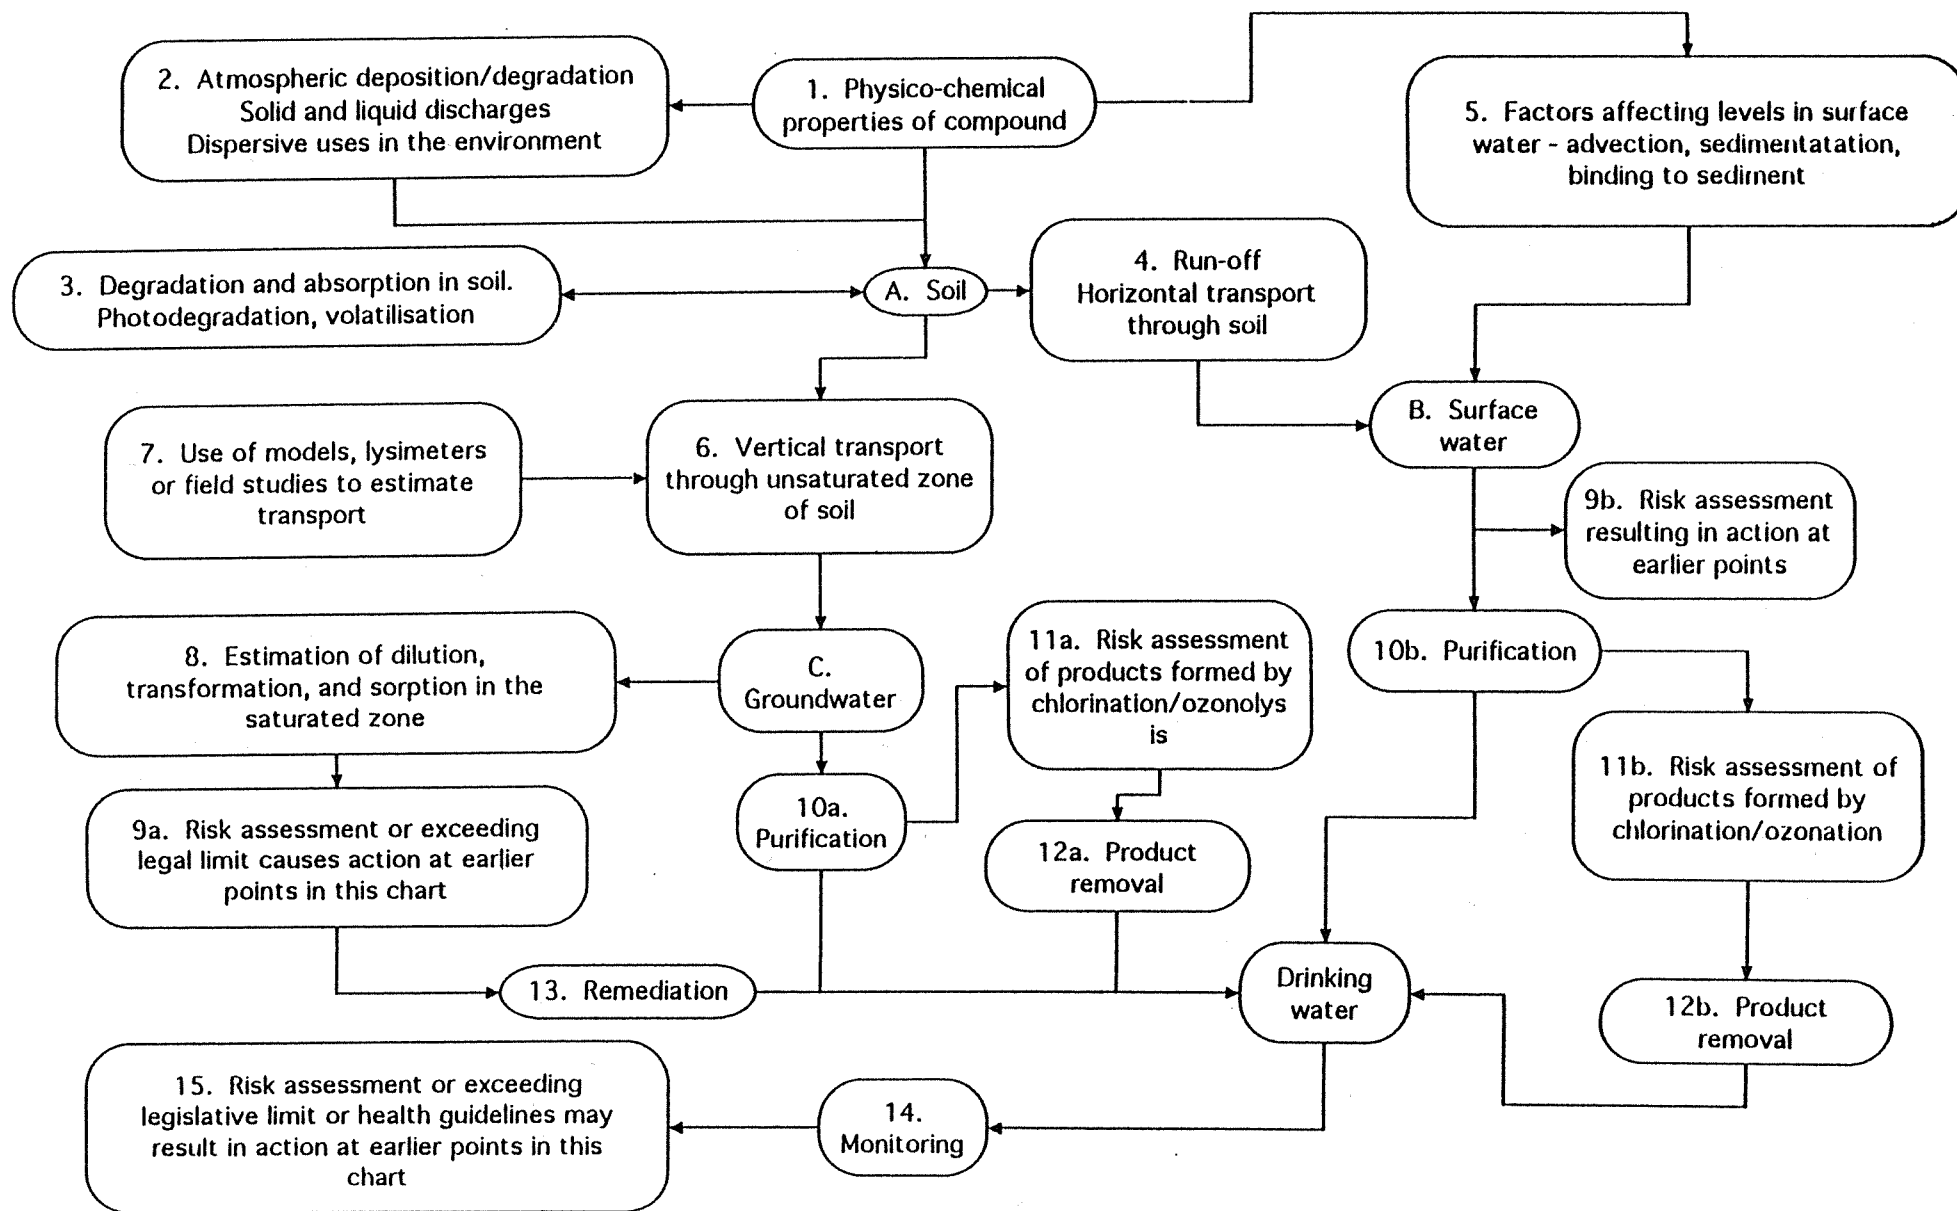 2. Atmospheric deposition/degradation
Solid and liquid discharges
Dispersive uses in the environment
1. Physico-chemical
properties of compound
5. Factors affecting levels in surface
water - advection, sedimentatation,
binding to sediment
3. Degradation and absorption in soil.
Photodegradation, volatilisation
A. Soil
4. Run-off
Horizontal transport
through soil
B. Surface
water
7. Use of models, lysimeters
or field studies to estimate
transport
6. Vertical transport
through unsaturated zone
of soil
9b. Risk assessment
resulting in action at
earlier points
8. Estimation of dilution,
transformation, and sorption in the
saturated zone
C.
Groundwater
11a. Risk assessment
of products formed by
chlorination/ozonolys
is
10b. Purification
11b. Risk assessment of
products formed by
chlorination/ozonation
9a. Risk assessment or exceeding
legal limit causes action at earlier
points in this chart
10a.
Purification
12a. Product
removal
13. Remediation
Drinking
water
12b. Product
removal
15. Risk assessment or exceeding
legislative limit or health guidelines may
result in action at earlier points in this
chart
14.
Monitoring